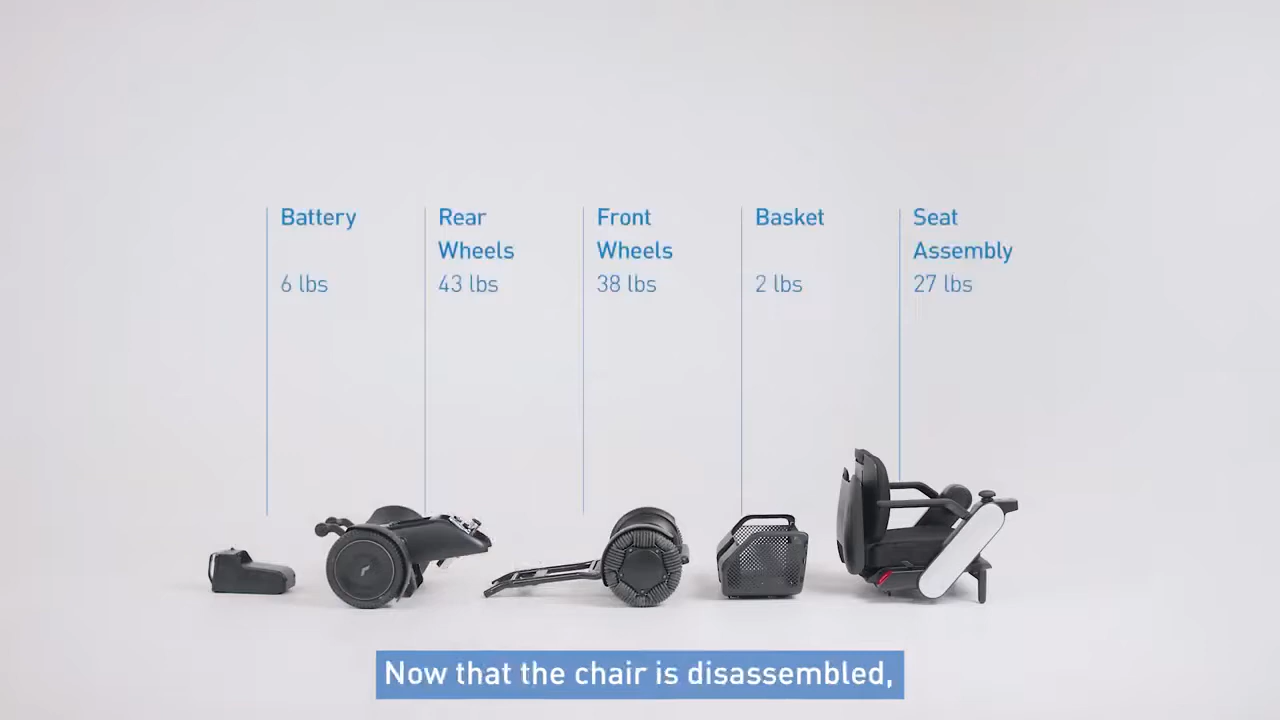 Battery
6 lbs
Rear
Wheels
43 lbs
Front
Wheels
38 lbs
Basket
2 lbs
Seat
Assembly
27 lbs
Now that the chair is disassembled,